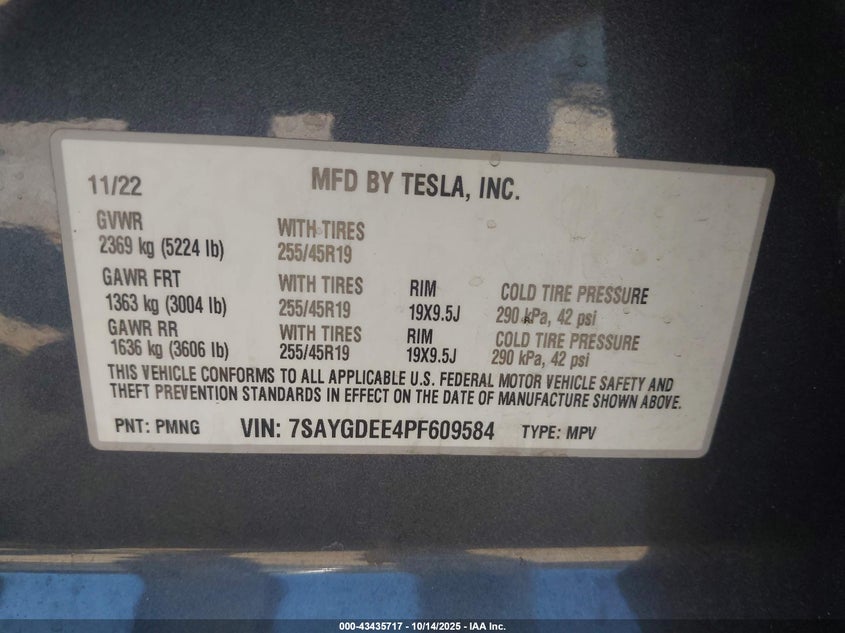 11/22 MFD BY TESLA, INC.
GVWR WITH TIRES
2369 kg (5224 lb) 255/45R19
GAWR FRT WITH TIRES RIM COLD TIRE PRESSURE
1363 kg (3004 lb) 255/45R19 19X9.5J 290 kPa, 42 psi
GAWR RR WITH TIRES RIM COLD TIRE PRESSURE
1636 kg (3606 lb) 255/45R19 19X9.5J 290 kPa, 42 psi
THIS VEHICLE CONFORMS TO ALL APPLICABLE U.S. FEDERAL MOTOR VEHICLE SAFETY AND
THEFT PREVENTION STANDARDS IN EFFECT ON THE DATE OF MANUFACTURE SHOWN ABOVE.
PNT: PMNG VIN: 7SAYGDEE4PF609584 TYPE: MPV
000-43435717 - 10/14/2025 - IAA Inc.